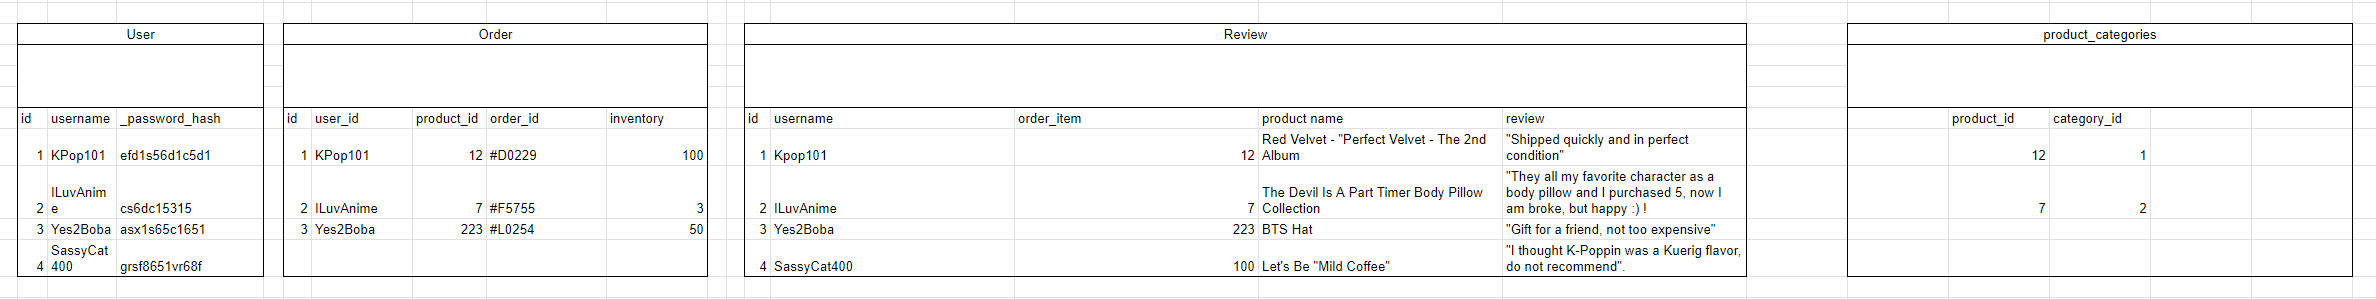 User Order Review product_categories
id username _password_hash id user_id product_id order_id inventory id username order_item product name review product_id category_id
1 KPop101 efd1s56d1c5d1 1 KPop101 12 #D0229 100 1 Kpop101 12 Red Velvet - "Perfect Velvet - The 2nd "Shipped quickly and in perfect 12 1
Album condition"
2 ILuvAnim cs6dc15315 2 ILuvAnime 7 #F5755 3 2 ILuvAnime 7 The Devil Is A Part Timer Body Pillow "They all my favorite character as a 7 2
e Collection body pillow and I purchased 5, now I
am broke, but happy :) !
3 Yes2Boba asx1s65c1651 3 Yes2Boba 223 #L0254 50 3 Yes2Boba 223 BTS Hat "Gift for a friend, not too expensive"
4 SassyCat grsf8651vr68f 4 SassyCat400 100 Let's Be "Mild Coffee" "I thought K-Poppin was a Kuerig flavor,
400 do not recommend".